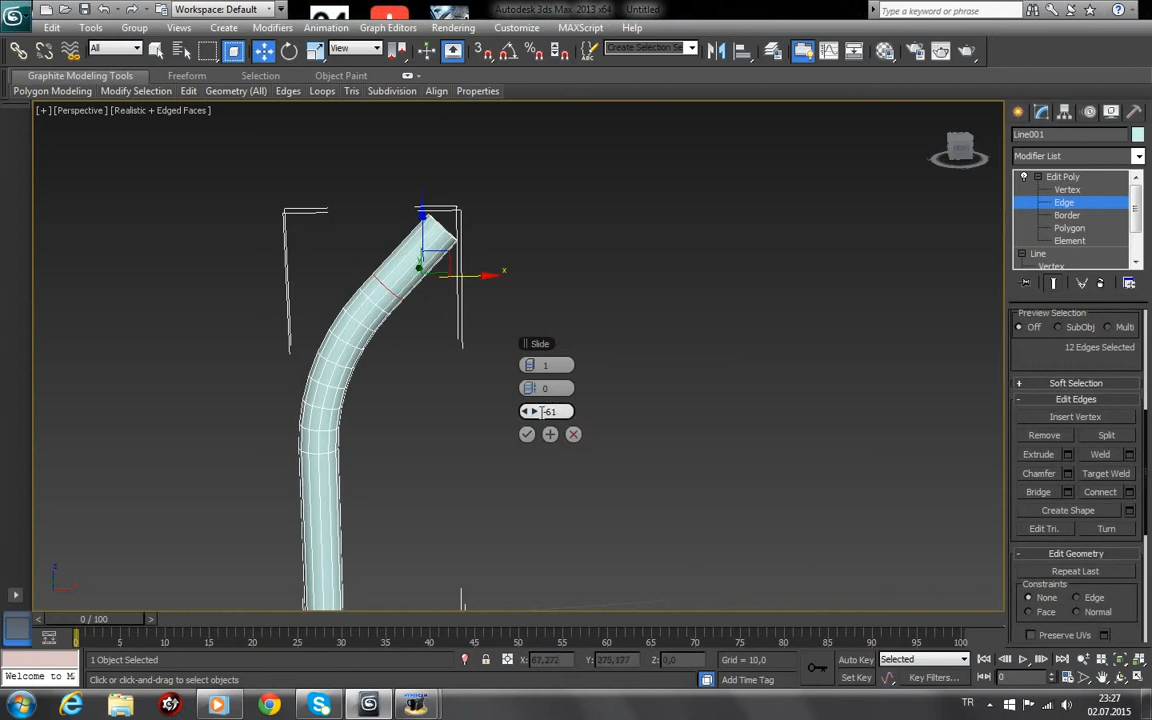 Workspace: Default
Autodesk 3ds Max 2013 x64
Untitled
Type a keyword or phrase
Edit
Tools
Group
Views
Create
Modifiers
Animation
Graph Editors
Rendering
Customize
MAXScript
Help
All
View
Create Selection Se
Graphite Modeling Tools
Freeform
Selection
Object Paint
Polygon Modeling
Modify Selection
Edit
Geometry (All)
Edges
Loops
Tris
Subdivision
Align
Properties
[+] [Perspective] [Realistic + Edged Faces]
Line001
Modifier List
Edit Poly
Vertex
Edge
Border
Polygon
Element
Line
Vertex
x
Slide
1
0
-61
Preview Selection
Off
SubObj
Multi
12 Edges Selected
Soft Selection
Edit Edges
Insert Vertex
Remove
Split
Extrude
Weld
Chamfer
Target Weld
Bridge
Connect
Create Shape
Edit Tri.
Turn
Edit Geometry
Repeat Last
Constraints
None
Edge
Face
Normal
Preserve UVs
z
0 / 100
0 5 10 15 20 25 30 35 40 45 50 55 60 65 70 75 80 85 90 95 100
1 Object Selected
X: 67,272
Y: 275,177
Z: 0,0
Grid = 10,0
Auto Key
Selected
Welcome to M
Click or click-and-drag to select objects
Add Time Tag
Set Key
Key Filters...
0
TR
23:27
02.07.2015